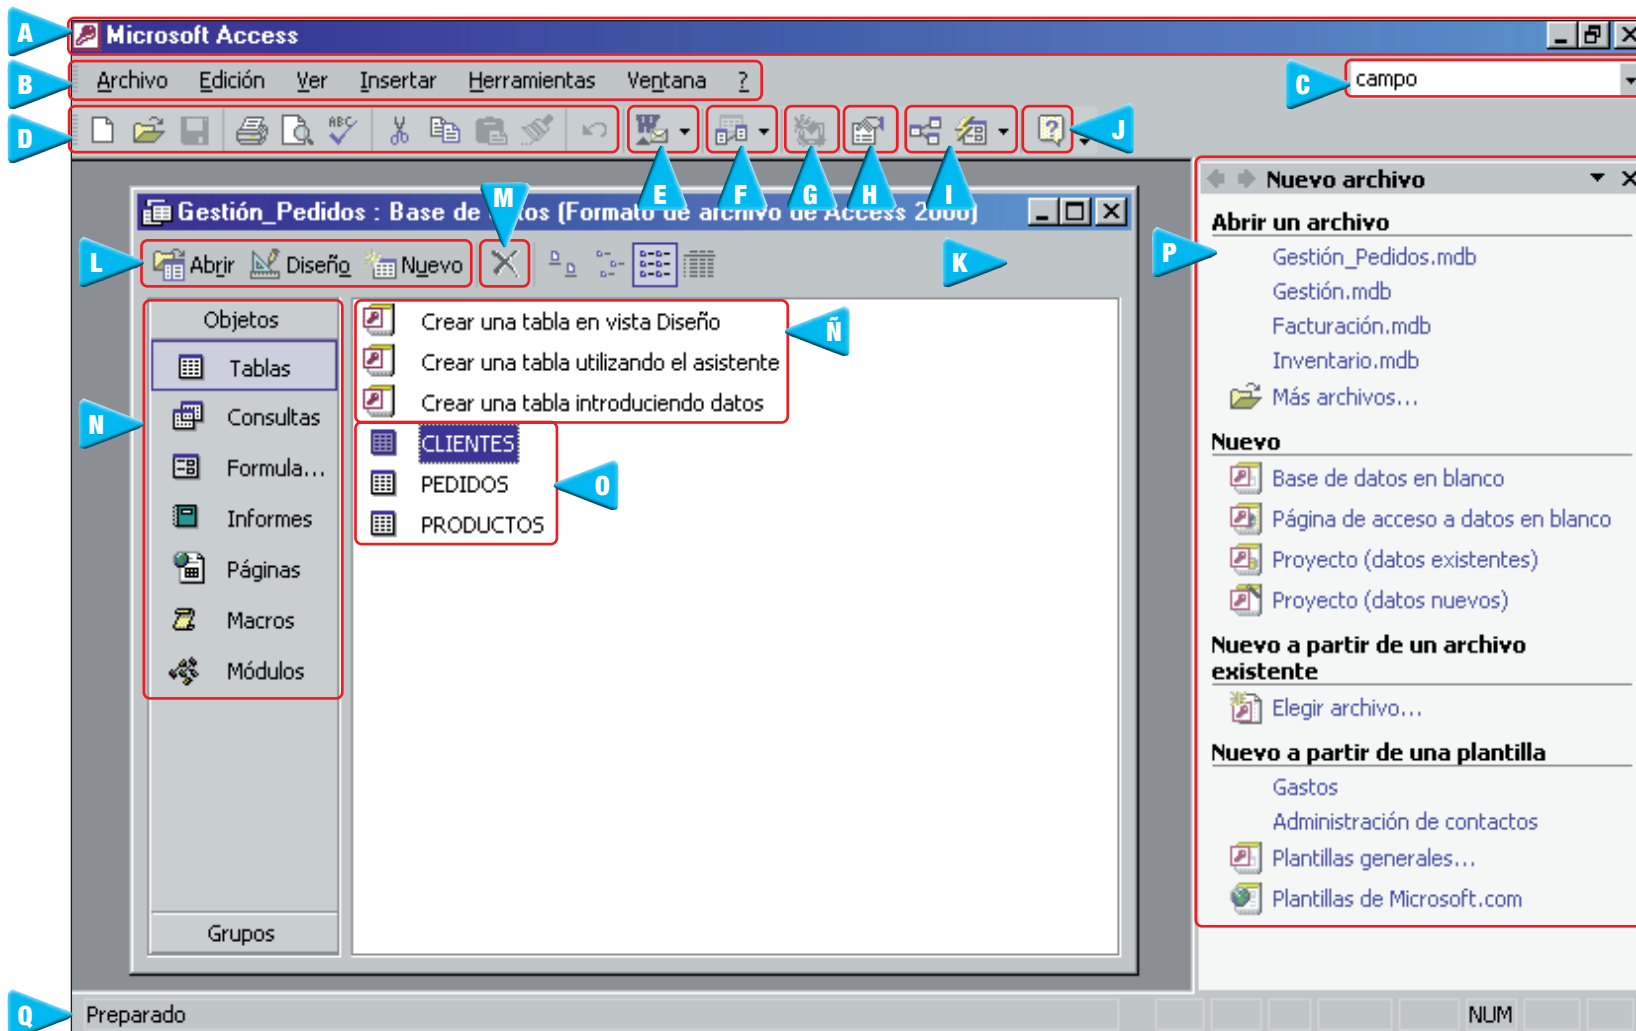 A
Microsoft Access
B
Archivo Edición Ver Insertar Herramientas Ventana ?
C
campo
D
ABC
W
J
E
F
G
H
I
M
Gestión_Pedidos : Base de datos (Formato de archivo de Access 2000)
L
Abrir Diseño Nuevo
K
Objetos
Tablas
Consultas
Formula...
Informes
Páginas
Macros
Módulos
Grupos
N
Crear una tabla en vista Diseño
Crear una tabla utilizando el asistente
Crear una tabla introduciendo datos
Ñ
CLIENTES
PEDIDOS
PRODUCTOS
O
P
Nuevo archivo
Abrir un archivo
Gestión_Pedidos.mdb
Gestión.mdb
Facturación.mdb
Inventario.mdb
Más archivos...
Nuevo
Base de datos en blanco
Página de acceso a datos en blanco
Proyecto (datos existentes)
Proyecto (datos nuevos)
Nuevo a partir de un archivo
existente
Elegir archivo...
Nuevo a partir de una plantilla
Gastos
Administración de contactos
Plantillas generales...
Plantillas de Microsoft.com
Q
Preparado
NUM